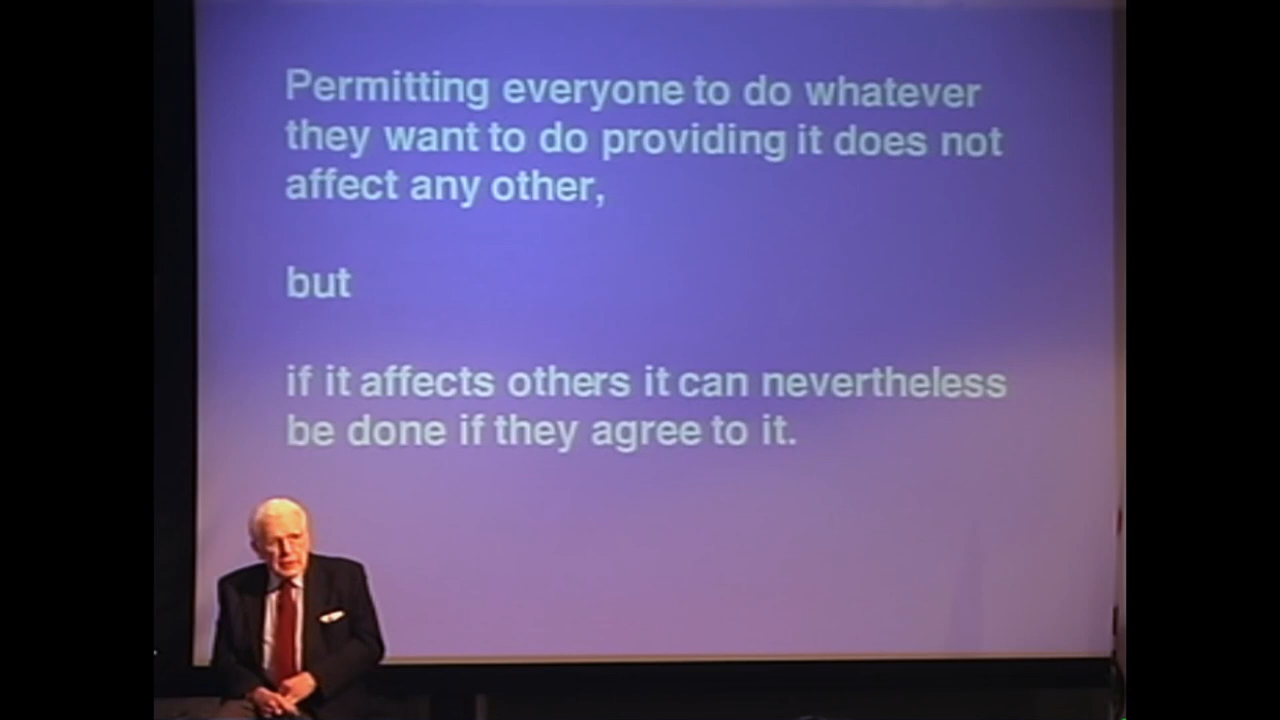 Permitting everyone to do whatever
they want to do providing it does not
affect any other,
but
if it affects others it can nevertheless
be done if they agree to it.